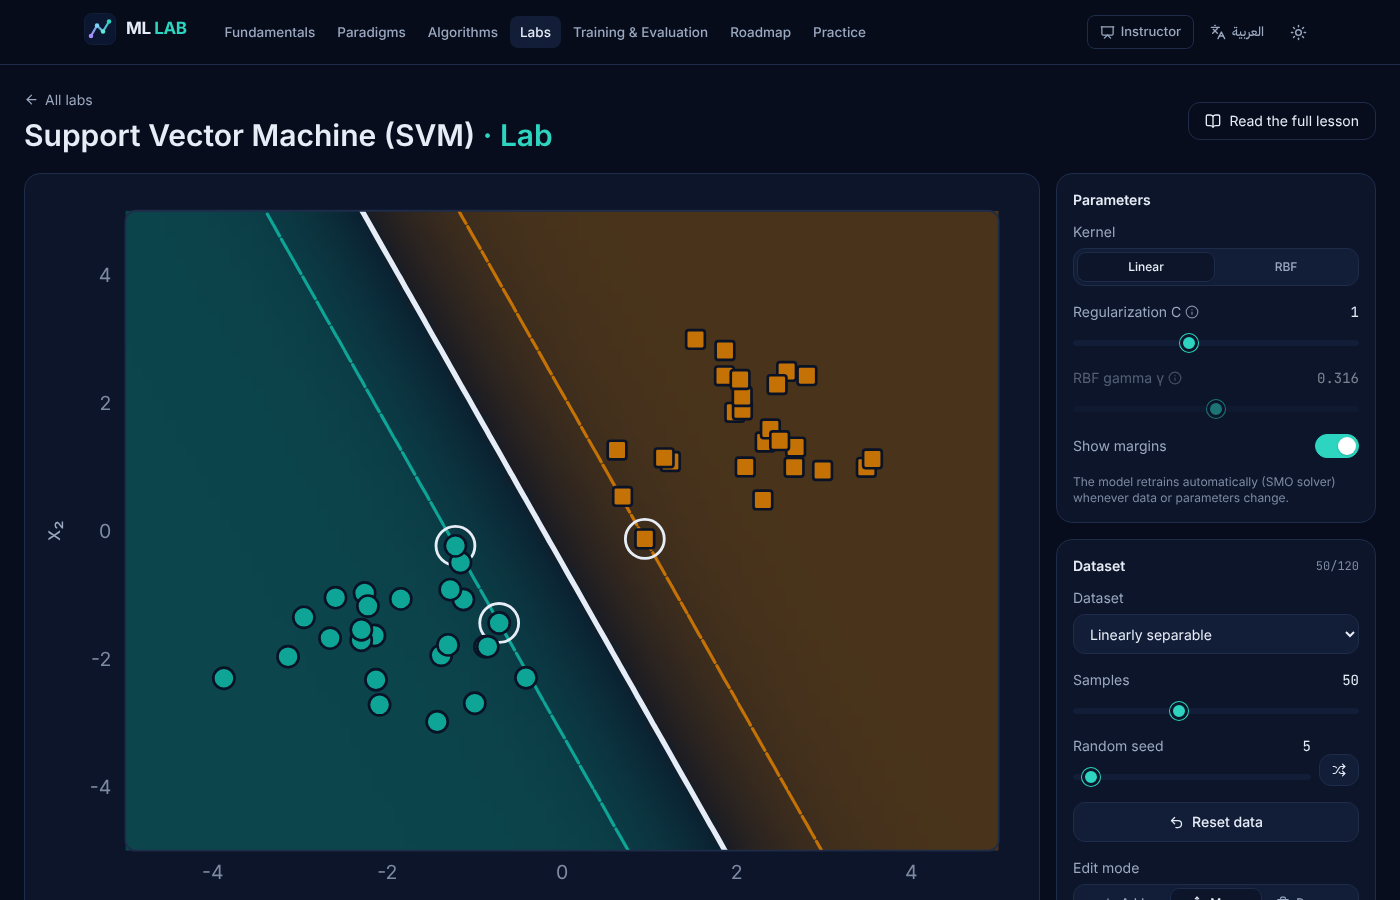 ML LAB
Fundamentals
Paradigms
Algorithms
Labs
Training & Evaluation
Roadmap
Practice
Instructor
العربية
All labs
Support Vector Machine (SVM) · Lab
Read the full lesson
4
2
0
-2
-4
x₂
-4
-2
0
2
4
Parameters
Kernel
Linear
RBF
Regularization C
1
RBF gamma γ
0.316
Show margins
The model retrains automatically (SMO solver)
whenever data or parameters change.
Dataset
50/120
Dataset
Linearly separable
Samples
50
Random seed
5
Reset data
Edit mode